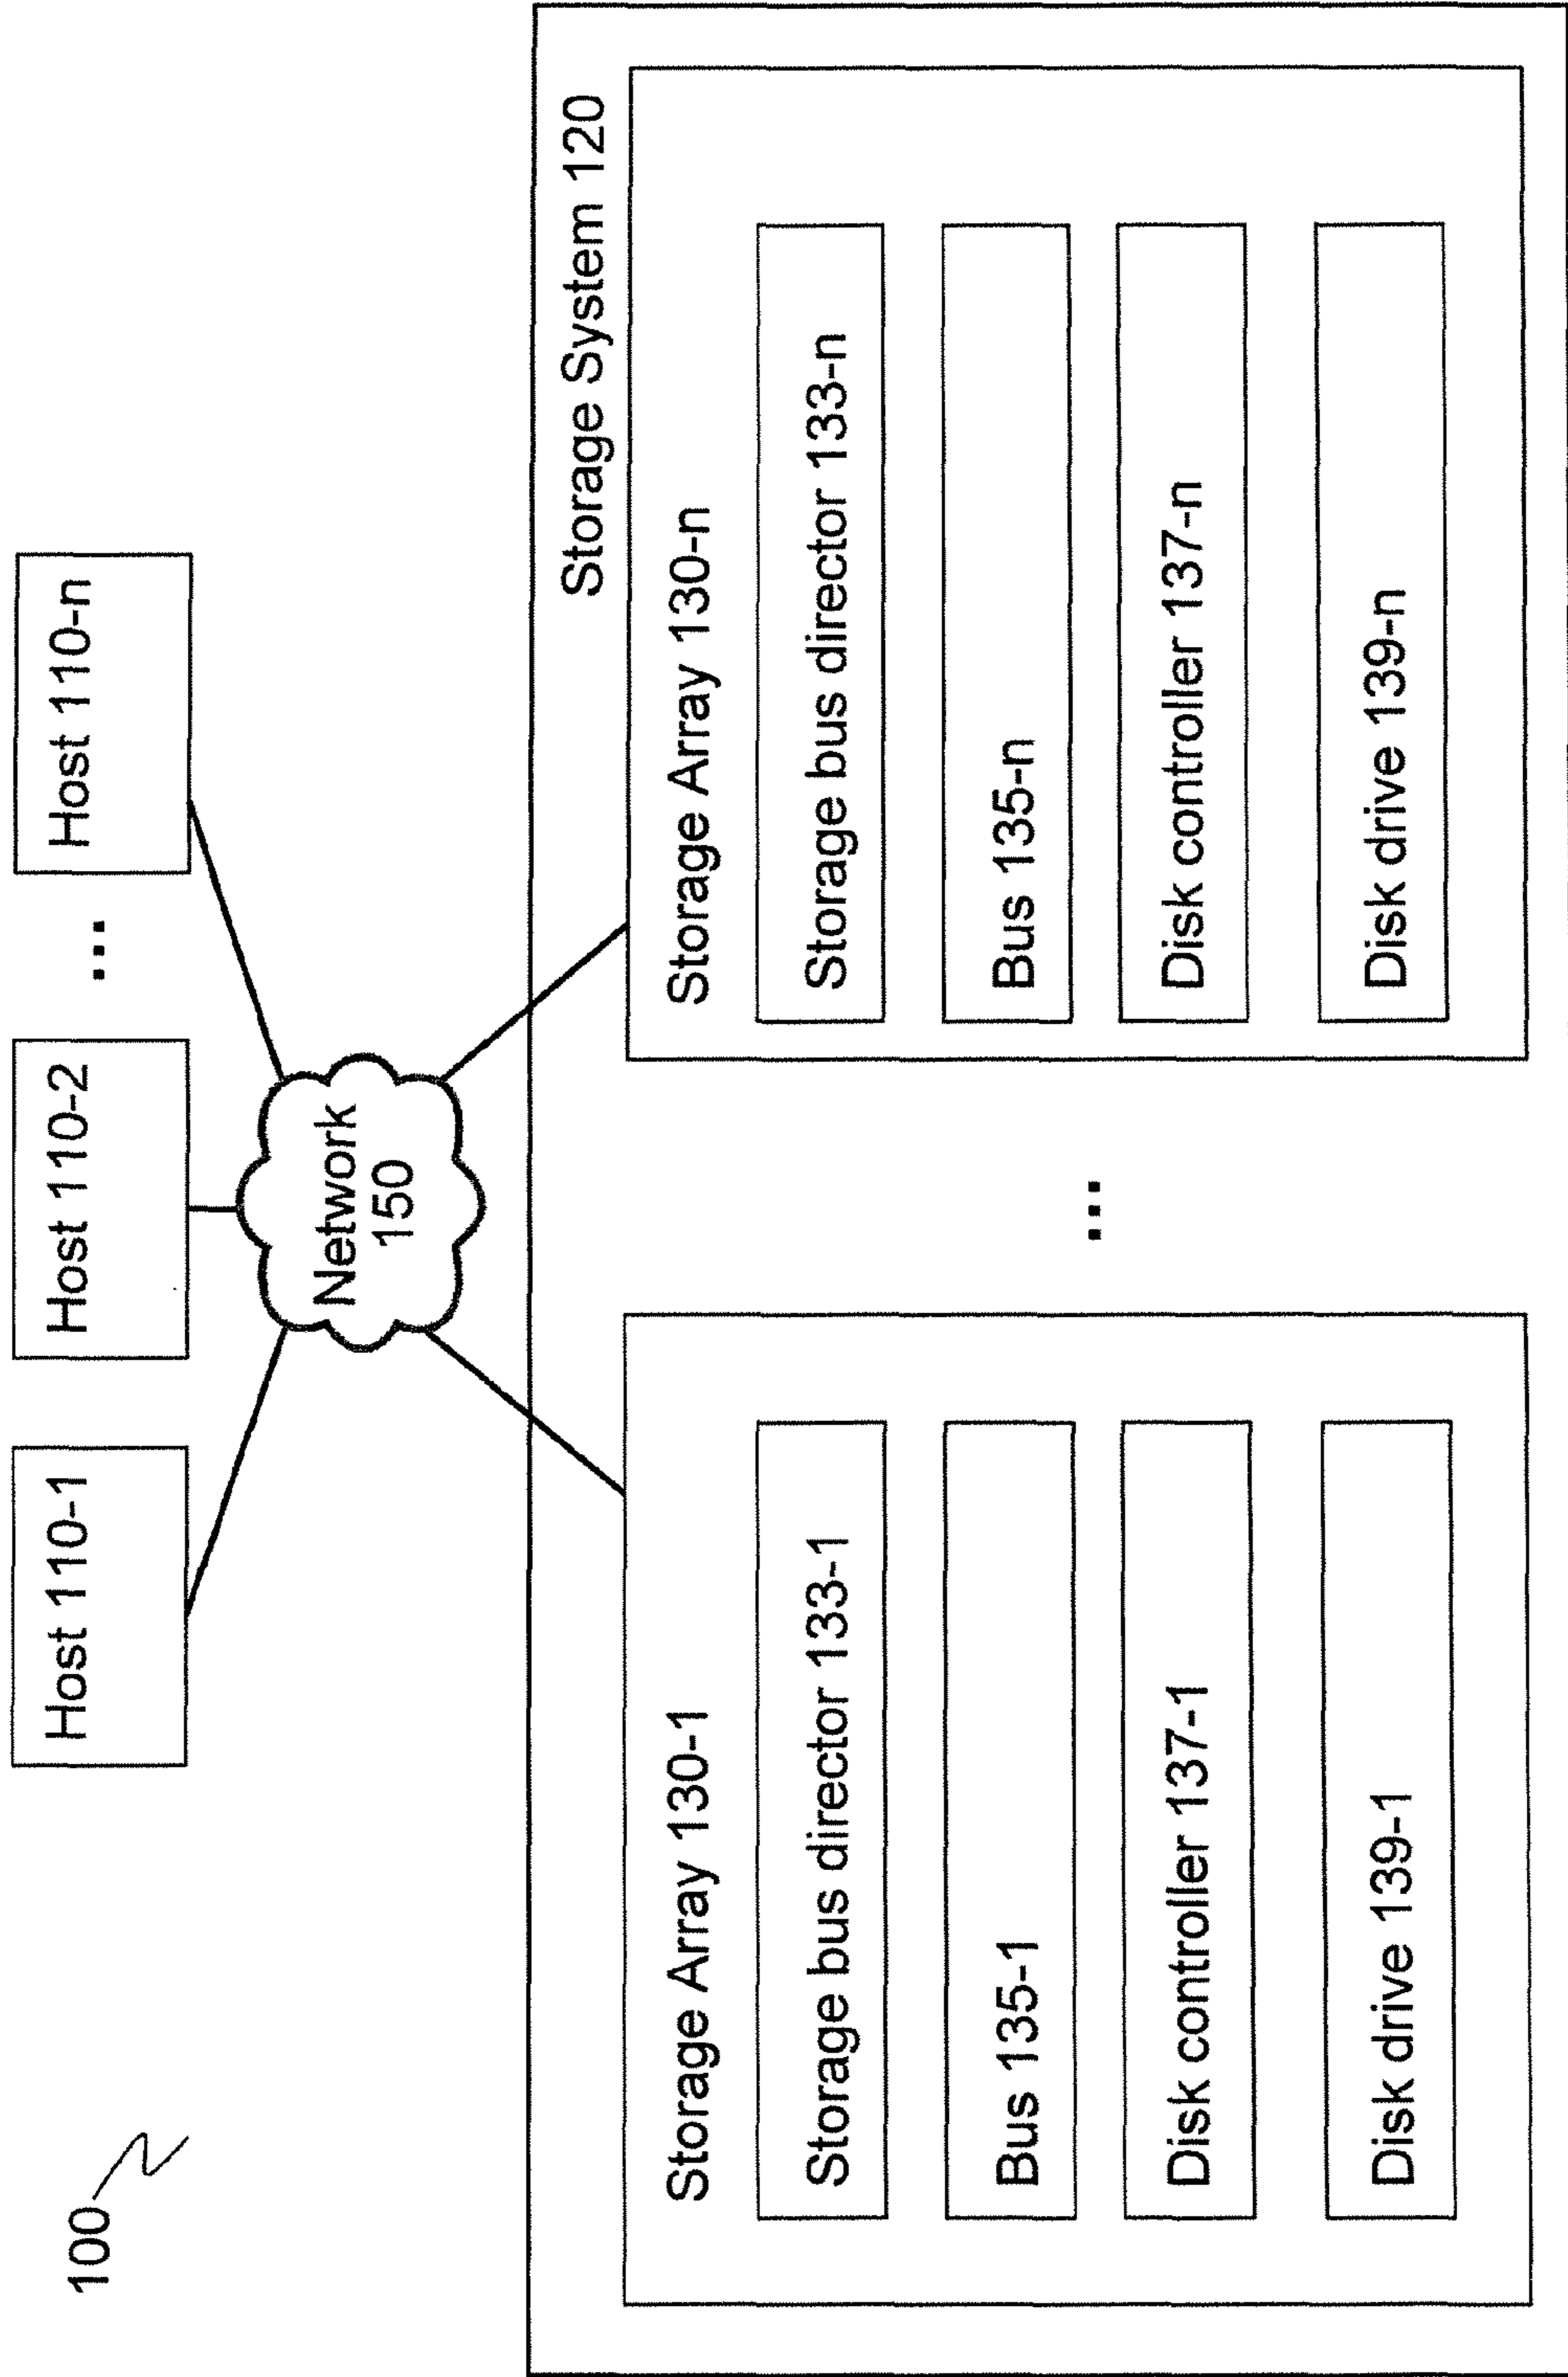 100
Host 110-1
Host 110-2
...
Host 110-n
Network
150
Storage System 120
Storage Array 130-1
Storage bus director 133-1
Bus 135-1
Disk controller 137-1
Disk drive 139-1
...
Storage Array 130-n
Storage bus director 133-n
Bus 135-n
Disk controller 137-n
Disk drive 139-n